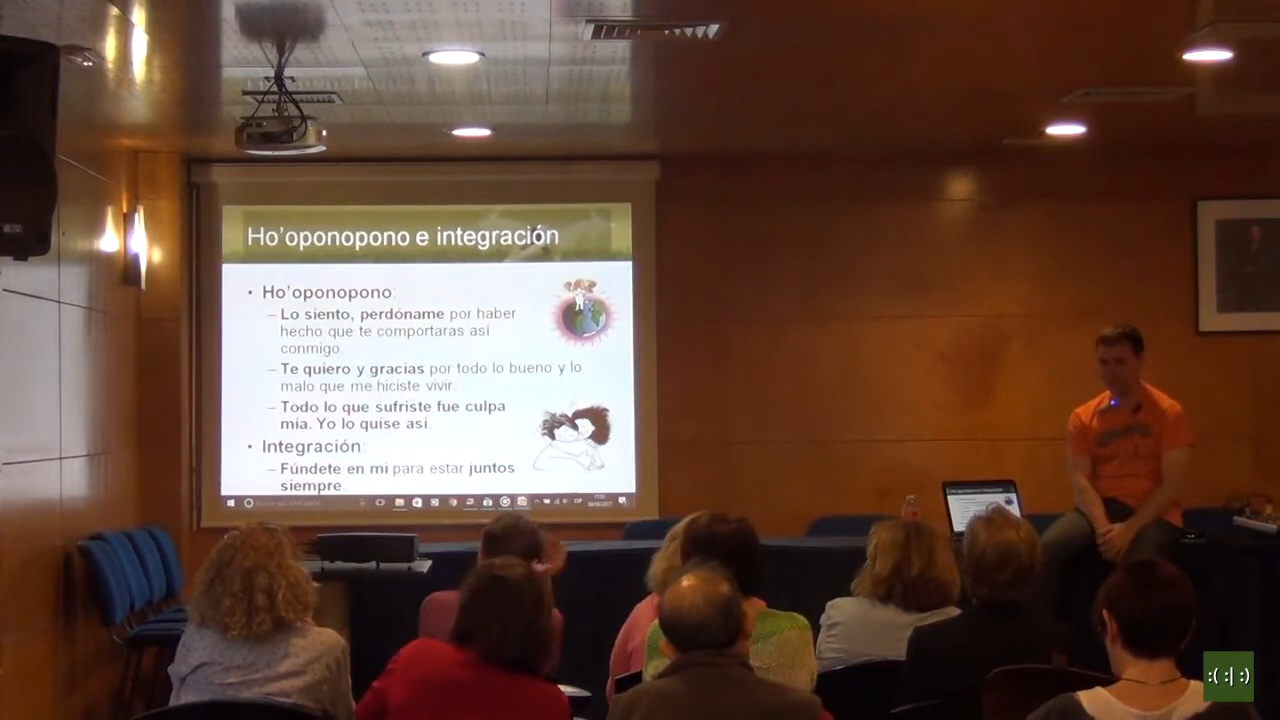 Ho'oponopono e integración
• Ho'oponopono:
– Lo siento, perdóname por haber
hecho que te comportaras así
conmigo.
– Te quiero y gracias por todo lo bueno y lo
malo que me hiciste vivir.
– Todo lo que sufriste fue culpa
mía. Yo lo quise así.
• Integración:
– Fúndete en mi para estar juntos
siempre.
:( :| :)